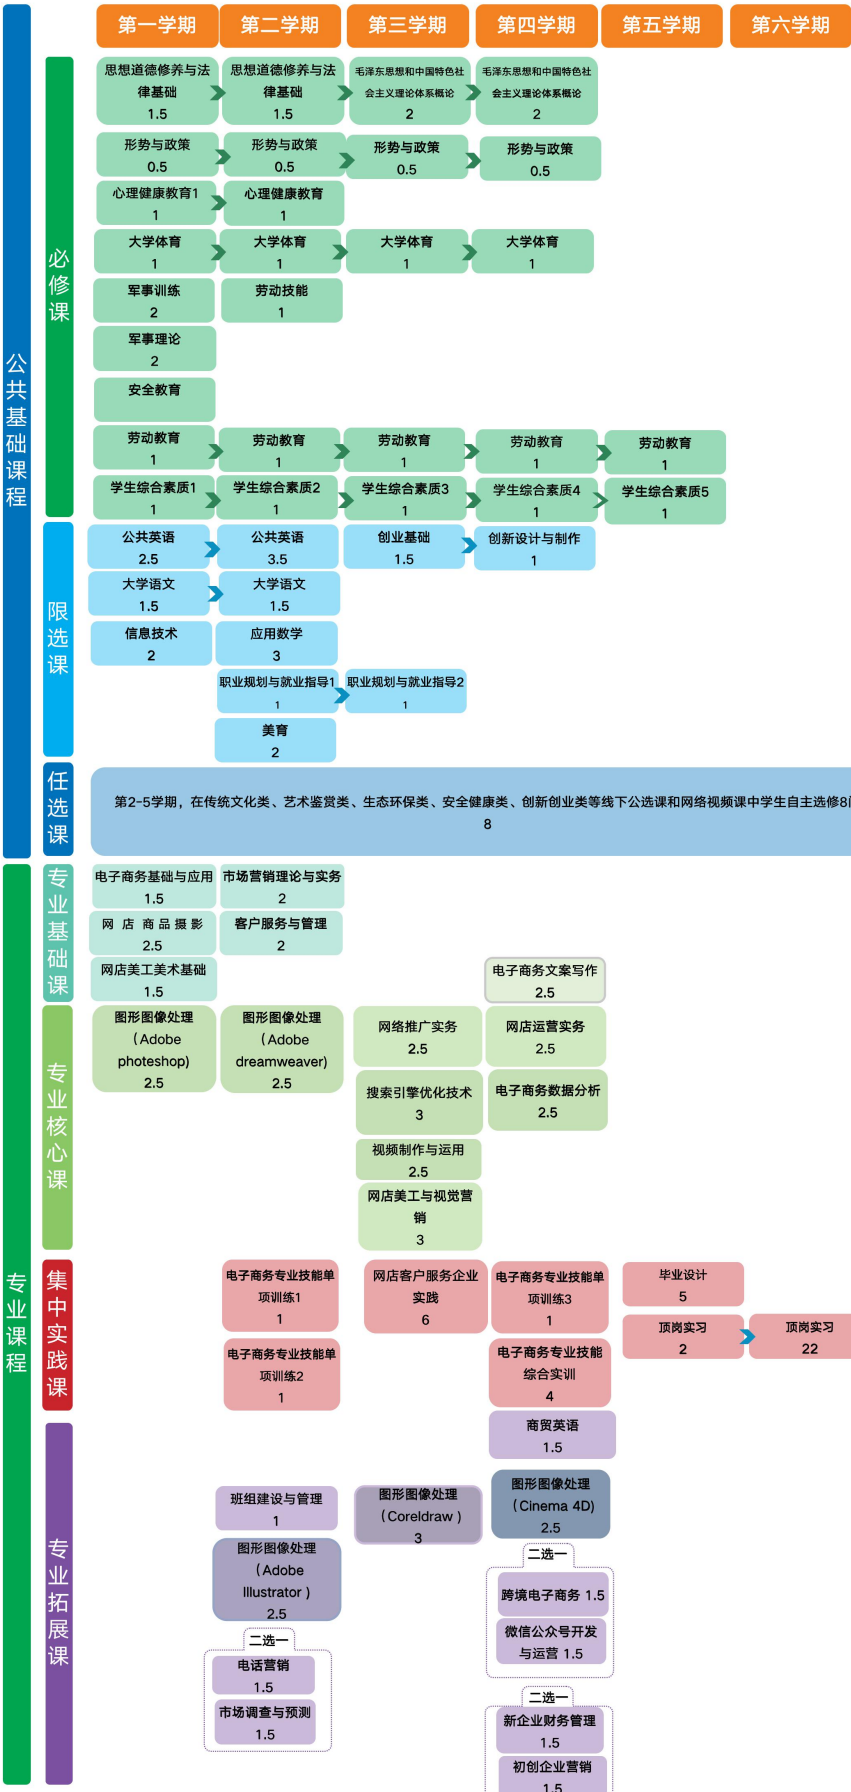 第一学期 第二学期 第三学期 第四学期 第五学期 第六学期
公共基础课程
必修课
思想道德修养与法 思想道德修养与法 毛泽东思想和中国特色社 毛泽东思想和中国特色社
律基础 律基础 会主义理论体系概论 会主义理论体系概论
1.5 1.5 2 2
形势与政策 形势与政策 形势与政策 形势与政策
0.5 0.5 0.5 0.5
心理健康教育1 心理健康教育
1 1
大学体育 大学体育 大学体育 大学体育
1 1 1 1
军事训练 劳动技能
2 1
军事理论
2
安全教育
劳动教育 劳动教育 劳动教育 劳动教育 劳动教育
1 1 1 1 1
学生综合素质1 学生综合素质2 学生综合素质3 学生综合素质4 学生综合素质5
1 1 1 1 1
限选课
公共英语 公共英语 创业基础 创新设计与制作
2.5 3.5 1.5 1
大学语文 大学语文
1.5 1.5
信息技术 应用数学
2 3
职业规划与就业指导1 职业规划与就业指导2
1 1
美育
2
任选课
第2-5学期，在传统文化类、艺术鉴赏类、生态环保类、安全健康类、创新创业类等线下公选课和网络视频课中学生自主选修8
8
专业课程
专业基础课
电子商务基础与应用 市场营销理论与实务
1.5 2
网 店 商品摄影 客户服务与管理
2.5 2
网店美工美术基础 电子商务文案写作
1.5 2.5
专业核心课
图形图像处理 图形图像处理 网络推广实务 网店运营实务
（Adobe （Adobe 2.5 2.5
photeshop) dreamweaver)
2.5 2.5
搜索引擎优化技术 电子商务数据分析
3 2.5
视频制作与运用
2.5
网店美工与视觉营
销
3
集中实践课
电子商务专业技能单 网店客户服务企业 电子商务专业技能单 毕业设计
项训练1 实践 项训练3 5
1 6 1
顶岗实习 顶岗实习
2 22
电子商务专业技能单 电子商务专业技能
项训练2 综合实训
1 4
专业拓展课
商贸英语
1.5
班组建设与管理 图形图像处理 图形图像处理
1 （Coreldraw ） （Cinema 4D)
3 2.5
图形图像处理
（Adobe
Illustrator ）
2.5
二选一
跨境电子商务 1.5
微信公众号开发
与运营 1.5
二选一
电话营销
1.5
市场调查与预测
1.5
二选一
新企业财务管理
1.5
初创企业营销
1.5